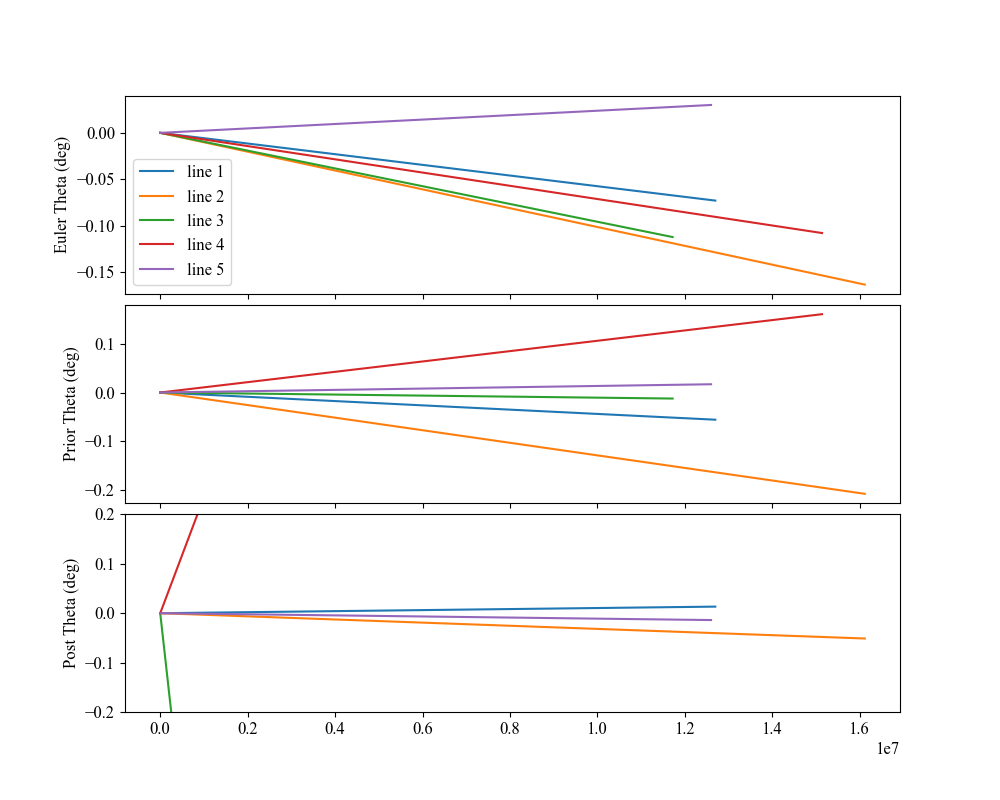 Euler Theta (deg)
0.00
−0.05
−0.10
−0.15
line 1
line 2
line 3
line 4
line 5
Prior Theta (deg)
0.1
0.0
−0.1
−0.2
Post Theta (deg)
0.2
0.1
0.0
−0.1
−0.2
0.0 0.2 0.4 0.6 0.8 1.0 1.2 1.4 1.6
1e7